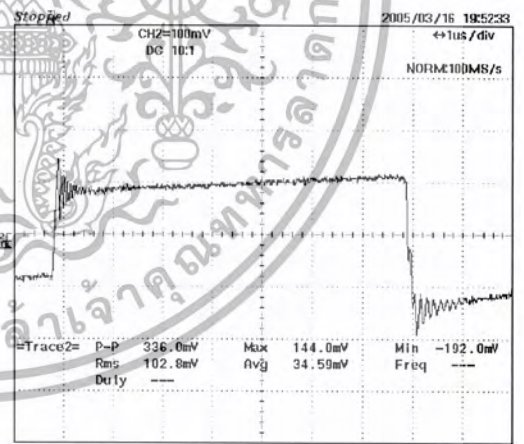 Stopped 2005/03/16 19:52:33
CH2=100mV ↔1us/div
DC 10:1
NORM:100MS/s
=Trace2= P-P 336.0mV Max 144.0mV Min -192.0mV
Rms 102.8mV Avg 34.59mV Freq ---
Duty ---